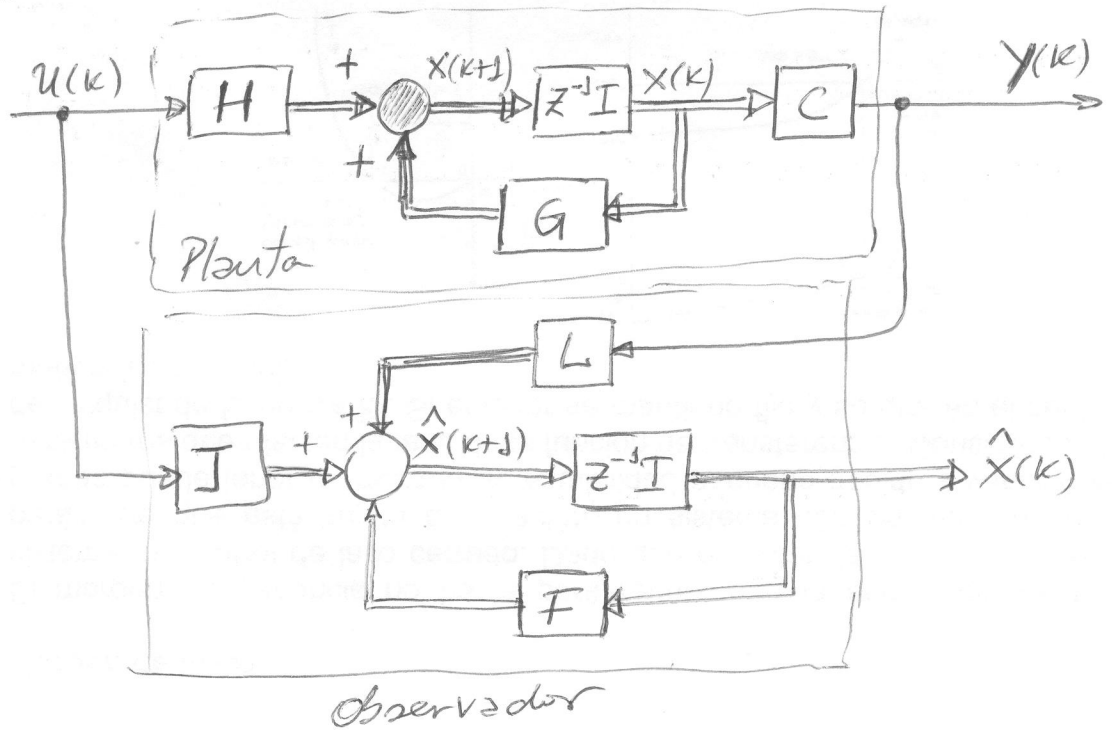 u(k)
H
+
x(k+1)
z⁻¹I
x(k)
C
y(k)
+
G
Planta
L
+
J
+
x̂(k+1)
z⁻¹I
x̂(k)
F
Observador